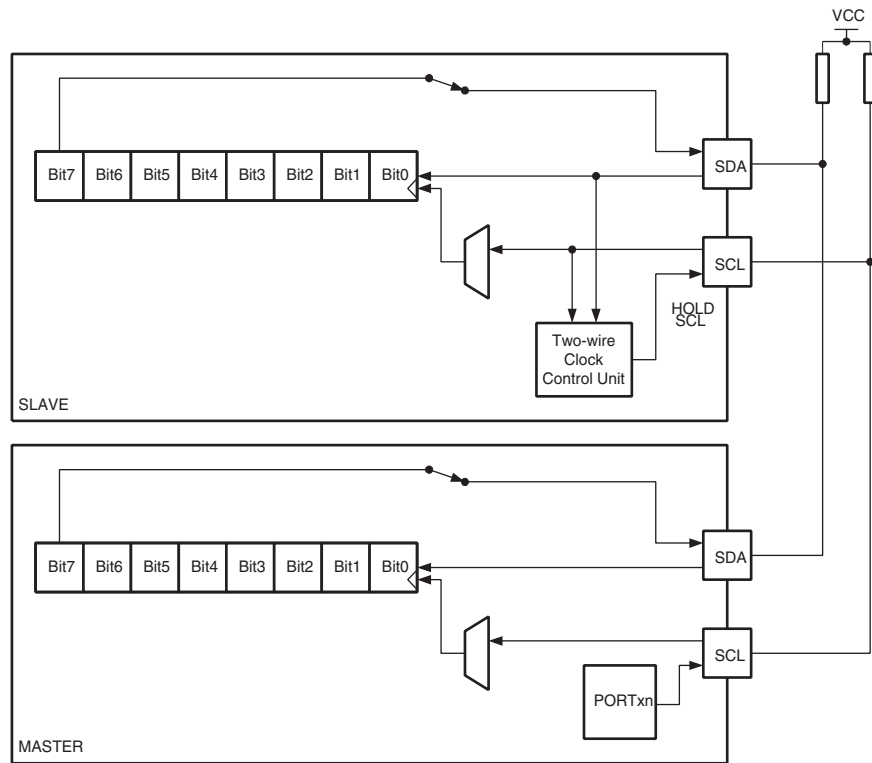 VCC
Bit7 Bit6 Bit5 Bit4 Bit3 Bit2 Bit1 Bit0
SDA
SCL
HOLD
SCL
Two-wire
Clock
Control Unit
SLAVE
Bit7 Bit6 Bit5 Bit4 Bit3 Bit2 Bit1 Bit0
SDA
SCL
PORTxn
MASTER